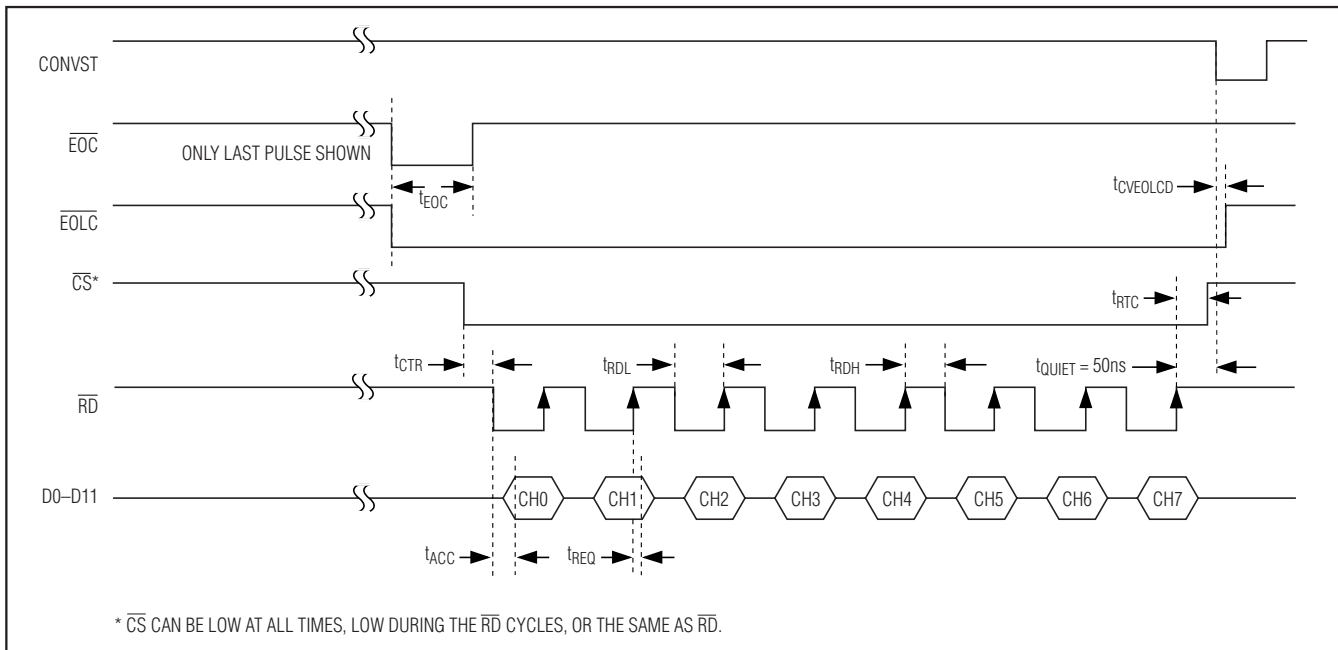 CONVST
EOC
ONLY LAST PULSE SHOWN
tEOC
tCVEOLCD
EOLC
CS*
tRTC
tCTR
tRDL
tRDH
tQUIET = 50ns
RD
D0–D11
CH0 CH1 CH2 CH3 CH4 CH5 CH6 CH7
tACC
tREQ
* CS CAN BE LOW AT ALL TIMES, LOW DURING THE RD CYCLES, OR THE SAME AS RD.